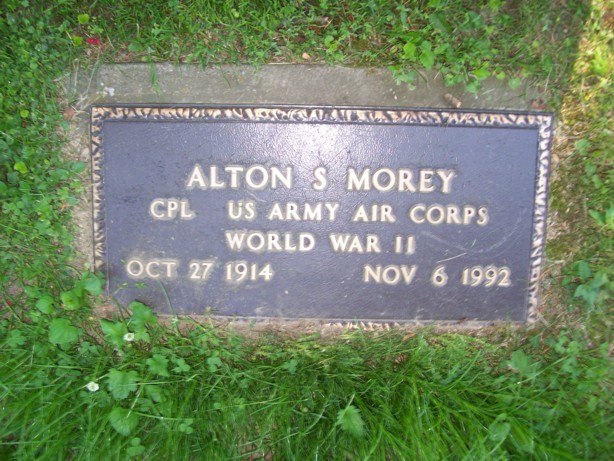 ALTON S MOREY
CPL US ARMY AIR CORPS
WORLD WAR II
OCT 27 1914 NOV 6 1992